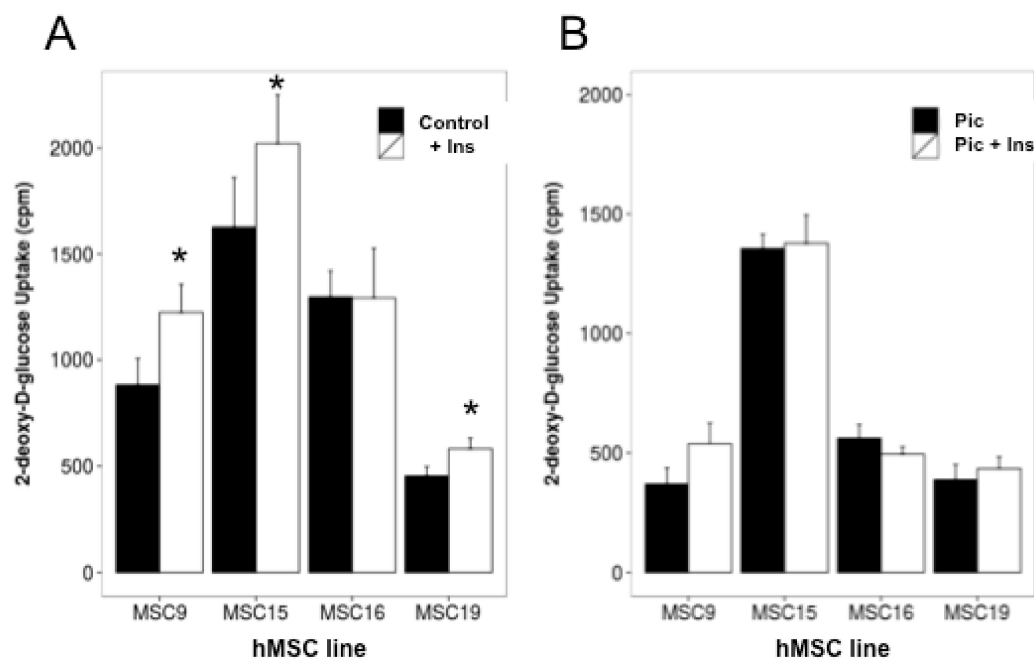 A
2-deoxy-D-glucose Uptake (cpm)
2000
1500
1000
500
0
*
*
*
Control
+ Ins
MSC9 MSC15 MSC16 MSC19
hMSC line
B
2-deoxy-D-glucose Uptake (cpm)
2000
1500
1000
500
0
Pic
Pic + Ins
MSC9 MSC15 MSC16 MSC19
hMSC line